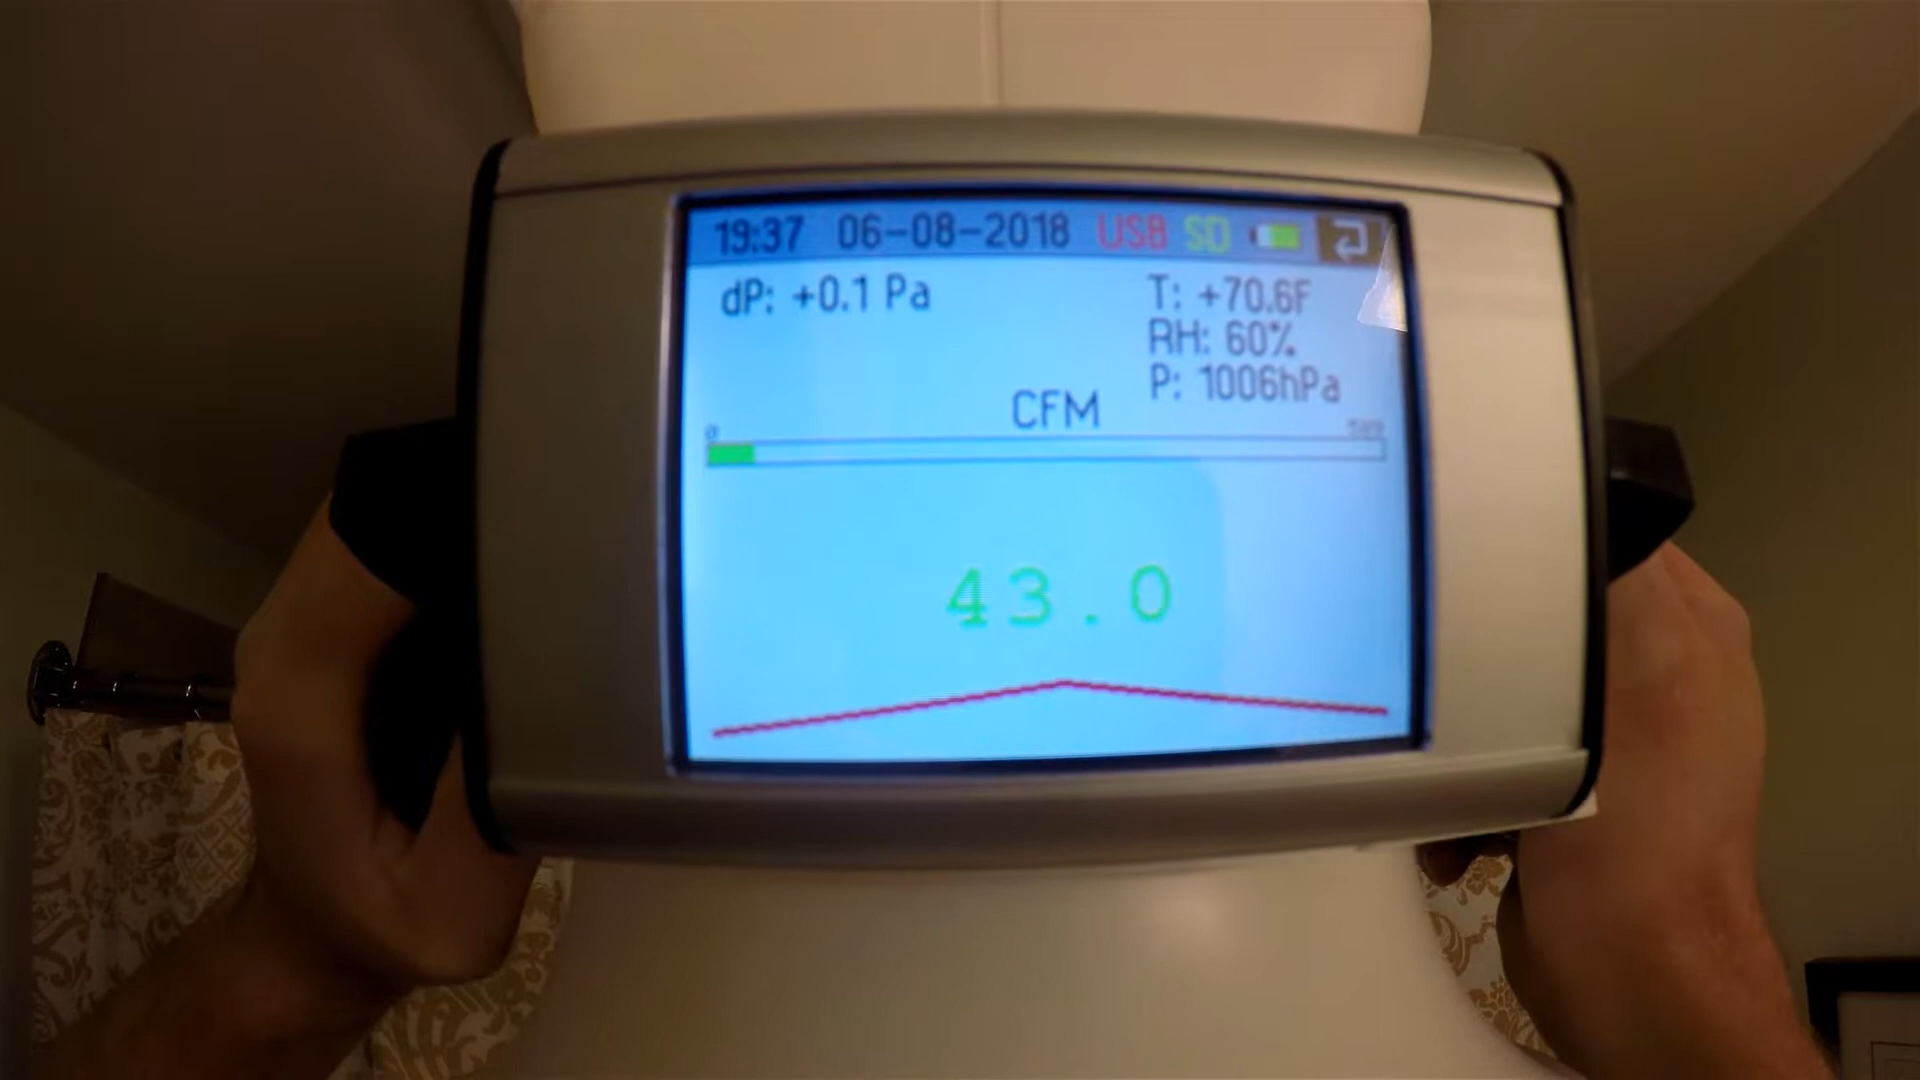 19:37 06-08-2018 USB SD
dP: +0.1 Pa
T: +70.6F
RH: 60%
P: 1006hPa
CFM
0
43.0